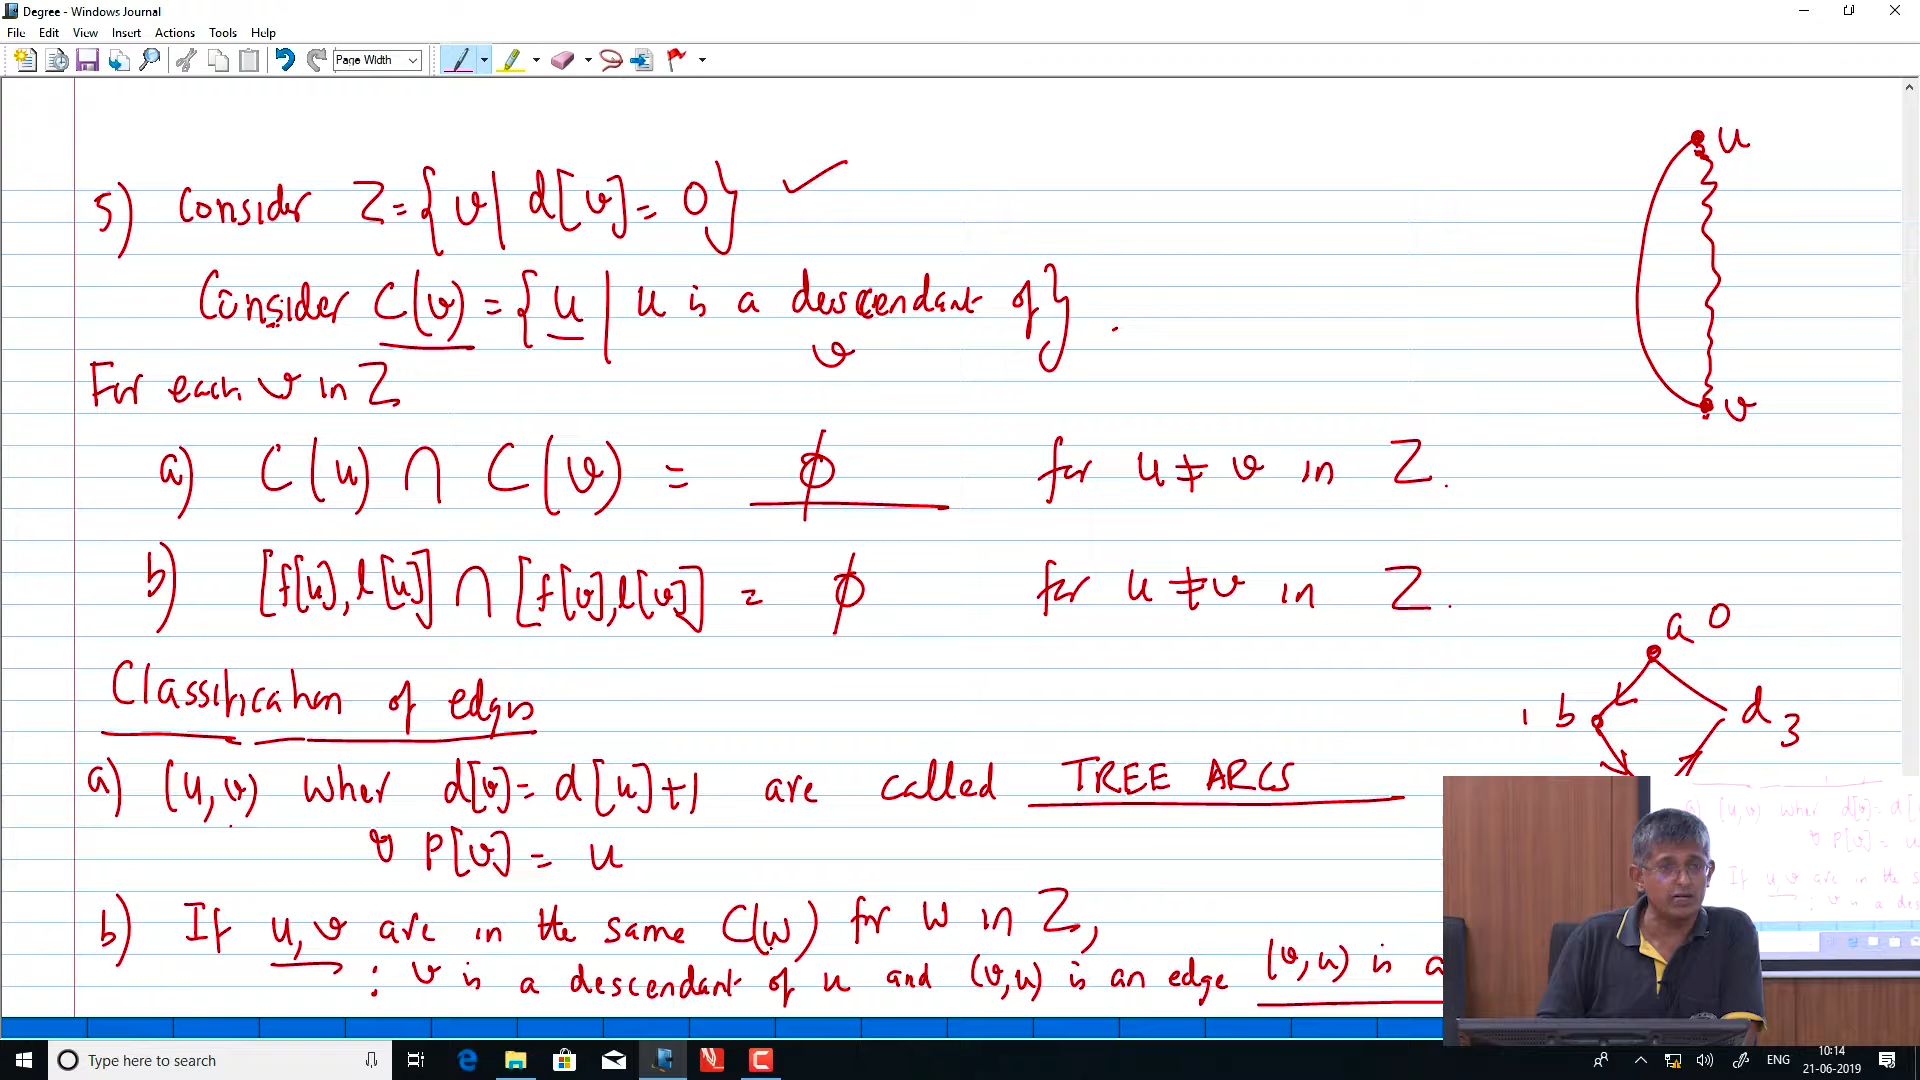 Degree - Windows Journal
File Edit View Insert Actions Tools Help
Page Width
5) Consider Z = { v | d[v] = 0 } ✓
Consider C(v) = { u | u is a descendant of }
v
For each v in Z
a) C(u) ∩ C(v) = ϕ for u ≠ v in Z.
b) [f[u], l[u]] ∩ [f[v], l[v]] = ϕ for u ≠ v in Z.
Classification of edges
a) (u,v) wher d[v] = d[u]+1 are called TREE ARCS
P[v] = u
b) If u, v are in the same C(w) for w in Z,
: v is a descendant of u and (v,u) is an edge (v,u) is a
u
v
a 0
1 b
d 3
Type here to search
ENG
10:14
21-06-2019